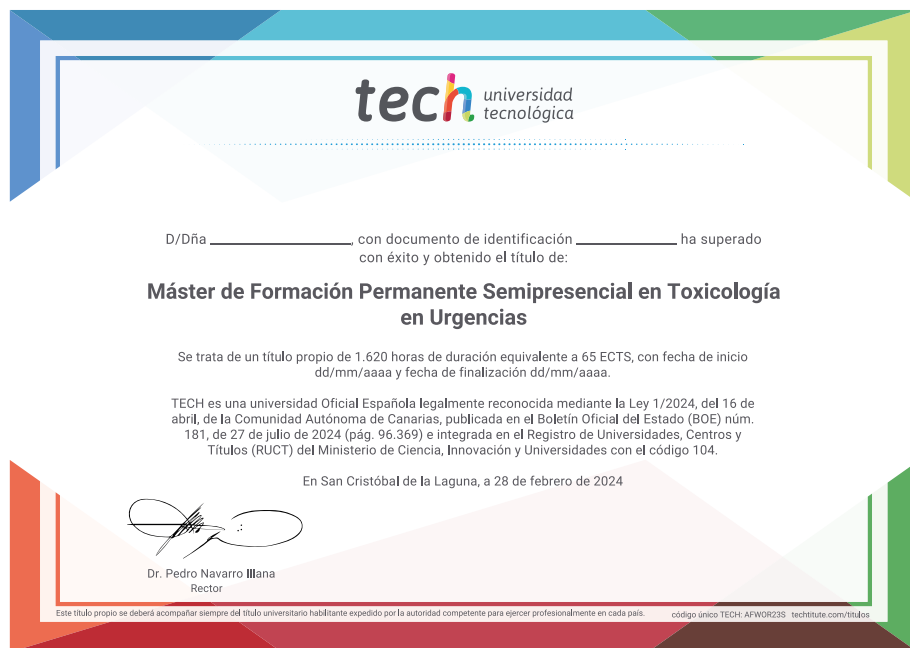 tech universidad
tecnológica
D/Dña ____________, con documento de identificación ____________ ha superado
con éxito y obtenido el título de:
Máster de Formación Permanente Semipresencial en Toxicología
en Urgencias
Se trata de un título propio de 1.620 horas de duración equivalente a 65 ECTS, con fecha de inicio
dd/mm/aaaa y fecha de finalización dd/mm/aaaa.
TECH es una universidad Oficial Española legalmente reconocida mediante la Ley 1/2024, del 16 de
abril, de la Comunidad Autónoma de Canarias, publicada en el Boletín Oficial del Estado (BOE) núm.
181, de 27 de julio de 2024 (pág. 96.369) e integrada en el Registro de Universidades, Centros y
Títulos (RUCT) del Ministerio de Ciencia, Innovación y Universidades con el código 104.
En San Cristóbal de la Laguna, a 28 de febrero de 2024
Dr. Pedro Navarro Illana
Rector
Este título propio se deberá acompañar siempre del título universitario habilitante expedido por la autoridad competente para ejercer profesionalmente en cada país. código único TECH: AFWOR23S techtitute.com/titulos